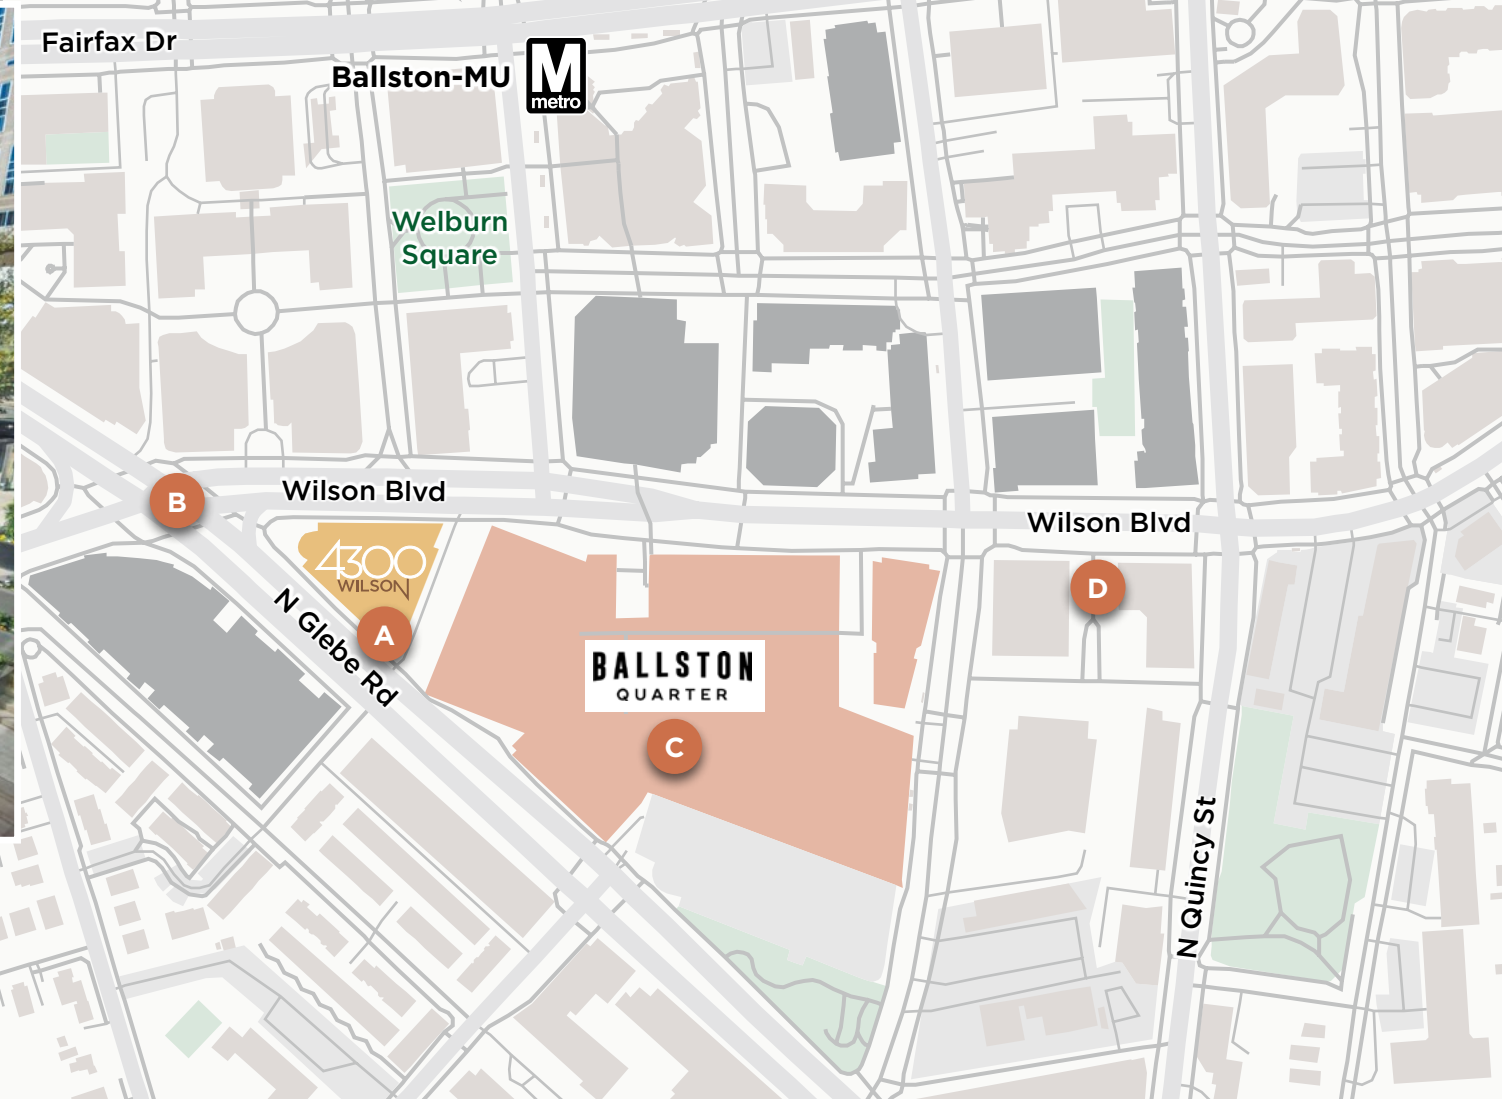 Fairfax Dr
Ballston-MU
M
metro
Welburn
Square
B
Wilson Blvd
Wilson Blvd
4300
WILSON
A
N Glebe Rd
D
BALLSTON
QUARTER
C
N Quincy St